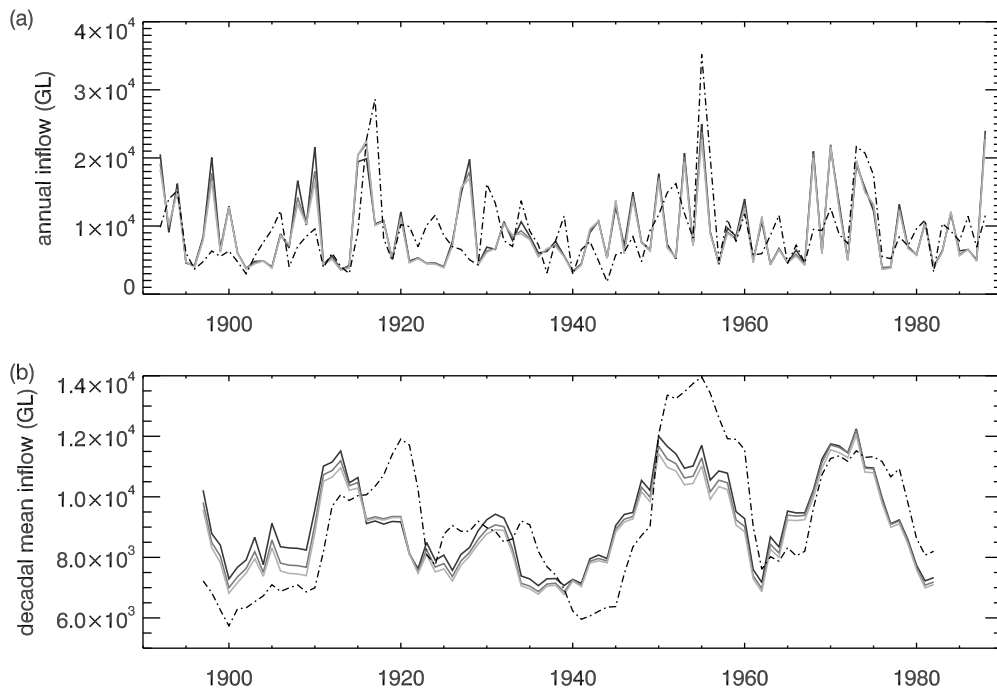 (a)
annual inflow (GL)
4×10⁴
3×10⁴
2×10⁴
1×10⁴
0
1900 1920 1940 1960 1980
(b)
decadal mean inflow (GL)
1.4×10⁴
1.2×10⁴
1.0×10⁴
8.0×10³
6.0×10³
1900 1920 1940 1960 1980